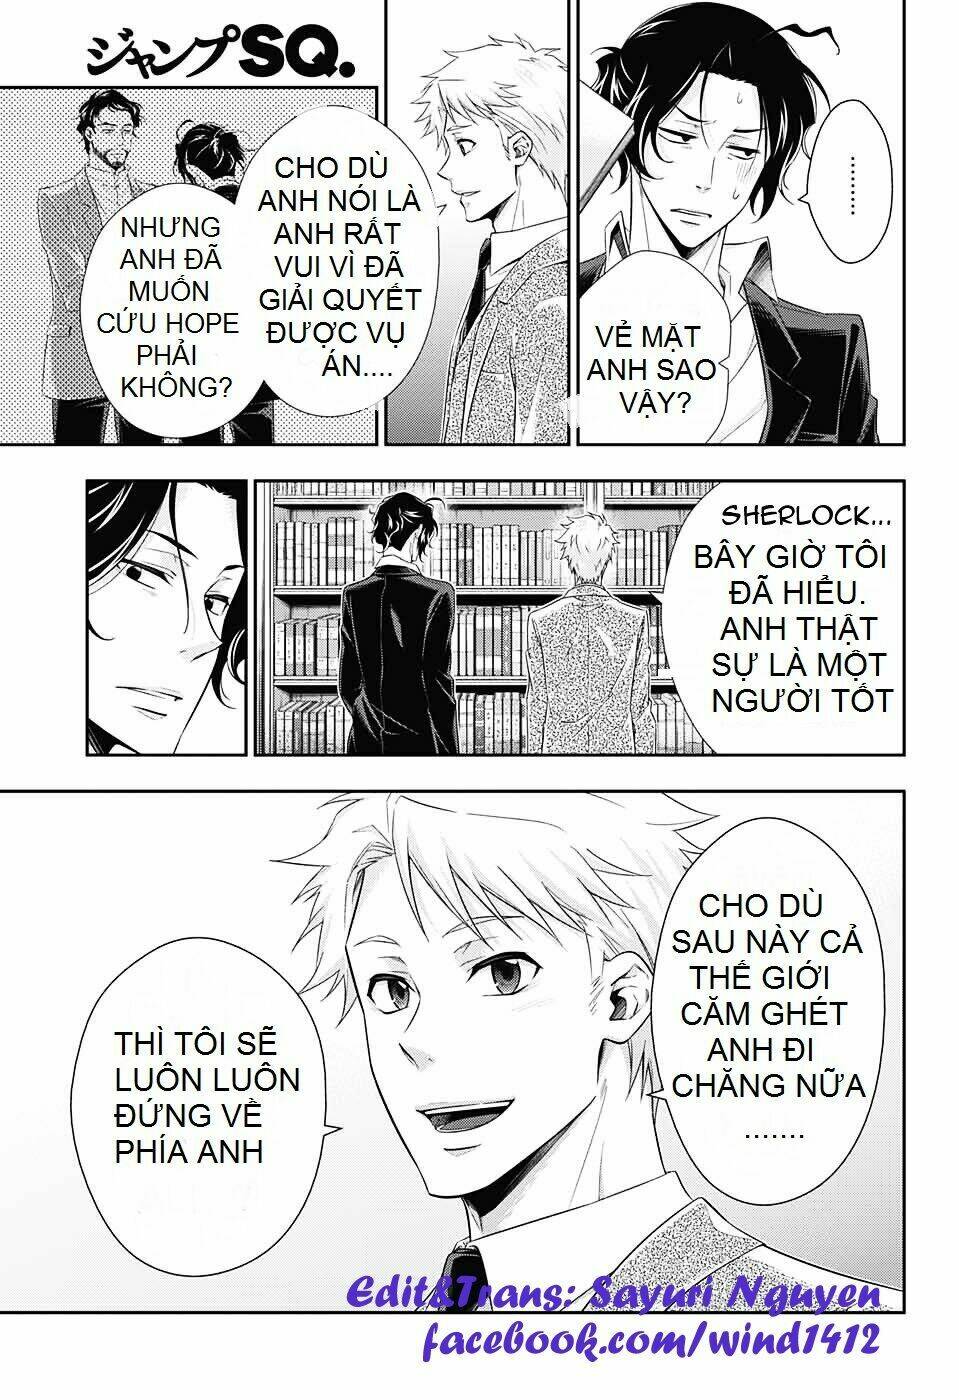 ジャンプSQ.
.........
VẺ MẶT
ANH SAO
VẬY?
CHO DÙ
ANH NÓI LÀ
ANH RẤT
VUI VÌ ĐÃ
GIẢI QUYẾT
ĐƯỢC VỤ
ÁN....
NHƯNG
ANH ĐÃ
MUỐN
CỨU HOPE
PHẢI
KHÔNG?
SHERLOCK...
BÂY GIỜ TÔI
ĐÃ HIỂU.
ANH THẬT
SỰ LÀ MỘT
NGƯỜI TỐT
CHO DÙ
SAU NÀY CẢ
THẾ GIỚI
CĂM GHÉT
ANH ĐI
CHĂNG NỮA
.......
THÌ TÔI SẼ
LUÔN LUÔN
ĐỨNG VỀ
PHÍA ANH
Edit&Trans: Sayuri Nguyen
facebook.com/wind1412